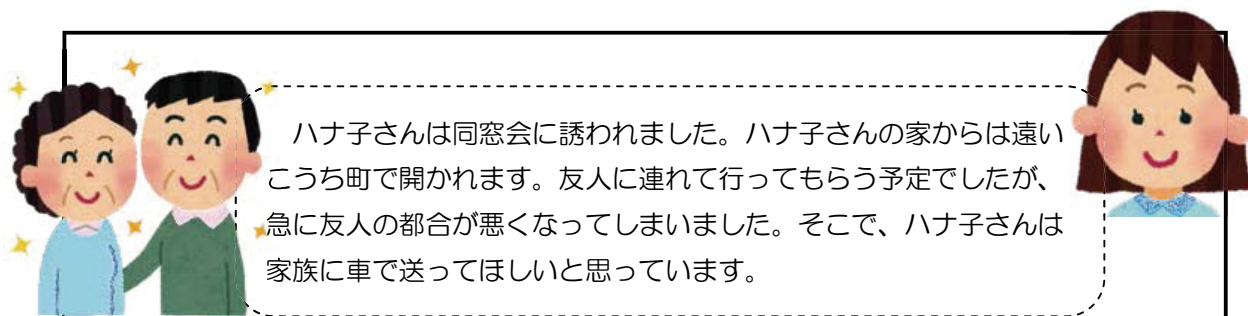 ハナ子さんは同窓会に誘われました。ハナ子さんの家からは遠い
こうち町で開かれます。友人に連れて行ってもらう予定でしたが、
急に友人の都合が悪くなってしまいました。そこで、ハナ子さんは
家族に車で送ってほしいと思っています。